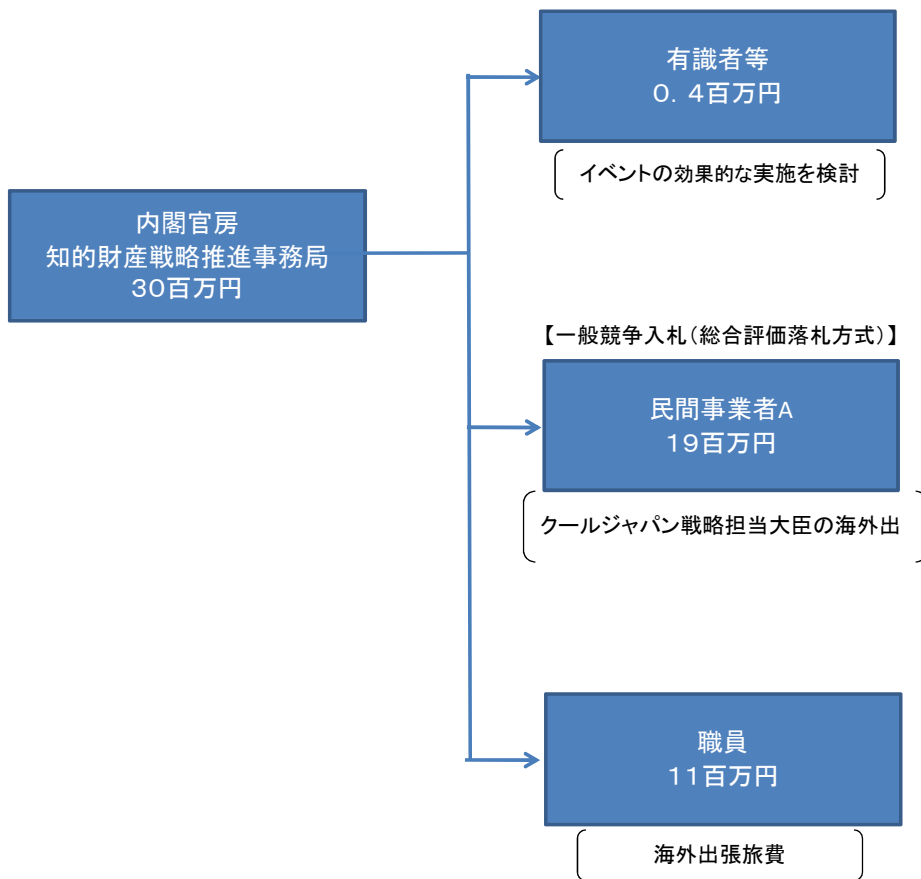 有識者等
０．４百万円
イベントの効果的な実施を検討
内閣官房
知的財産戦略推進事務局
３０百万円
【一般競争入札（総合評価落札方式）】
民間事業者A
１９百万円
クールジャパン戦略担当大臣の海外出
職員
１１百万円
海外出張旅費